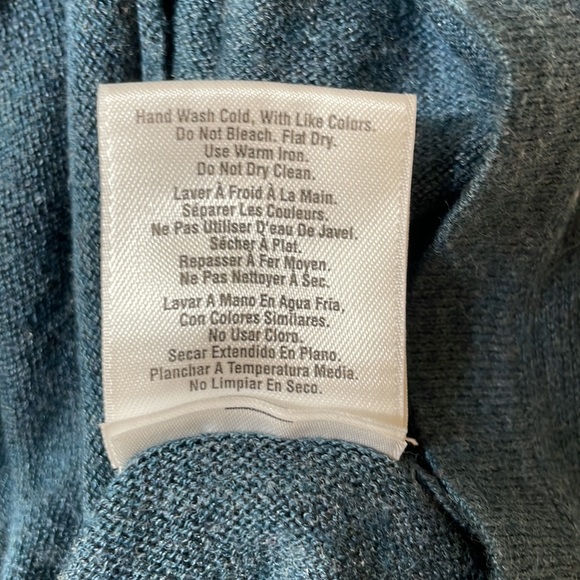 Hand Wash Cold, With Like Colors.
Do Not Bleach. Flat Dry.
Use Warm Iron.
Do Not Dry Clean.
Laver À Froid À La Main.
Séparer Les Couleurs.
Ne Pas Utiliser D'eau De Javel.
Sécher À Plat.
Repasser À Fer Moyen.
Ne Pas Nettoyer À Sec.
Lavar A Mano En Agua Fría,
Con Colores Similares.
No Usar Cloro.
Secar Extendido En Plano.
Planchar A Temperatura Media.
No Limpiar En Seco.